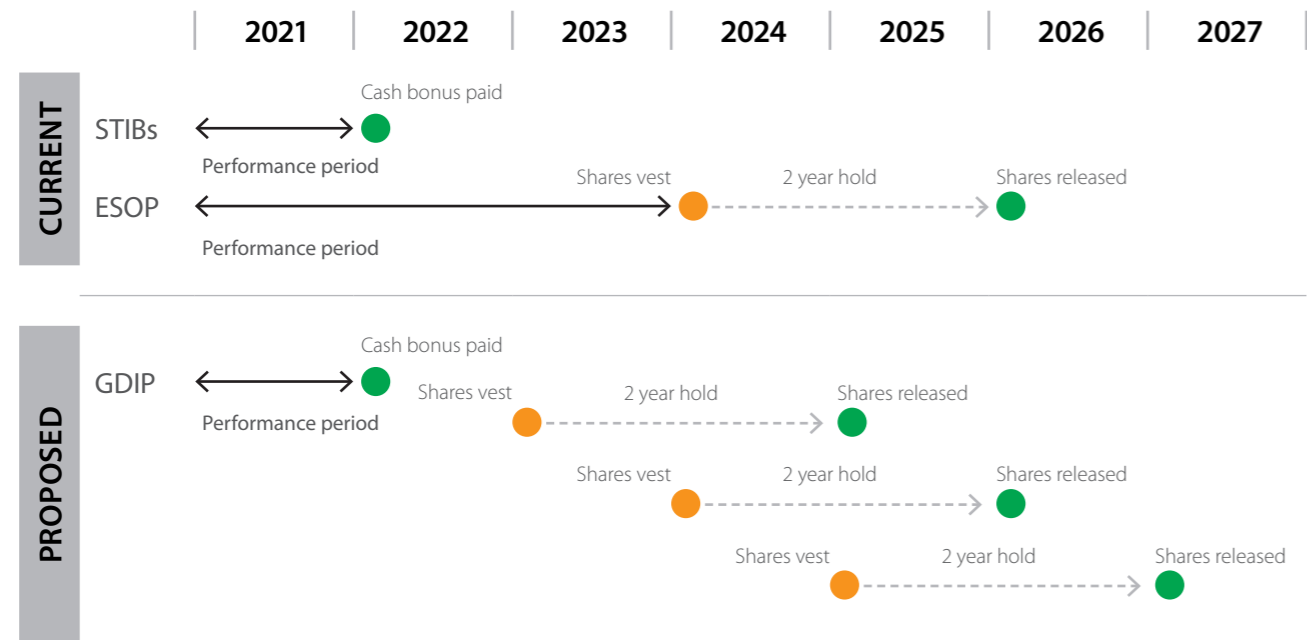 2021 2022 2023 2024 2025 2026 2027
CURRENT
Cash bonus paid
STIBs
Performance period
Shares vest 2 year hold Shares released
ESOP
Performance period
PROPOSED
Cash bonus paid
GDIP
Shares vest 2 year hold Shares released
Performance period
Shares vest 2 year hold Shares released
Shares vest 2 year hold Shares released